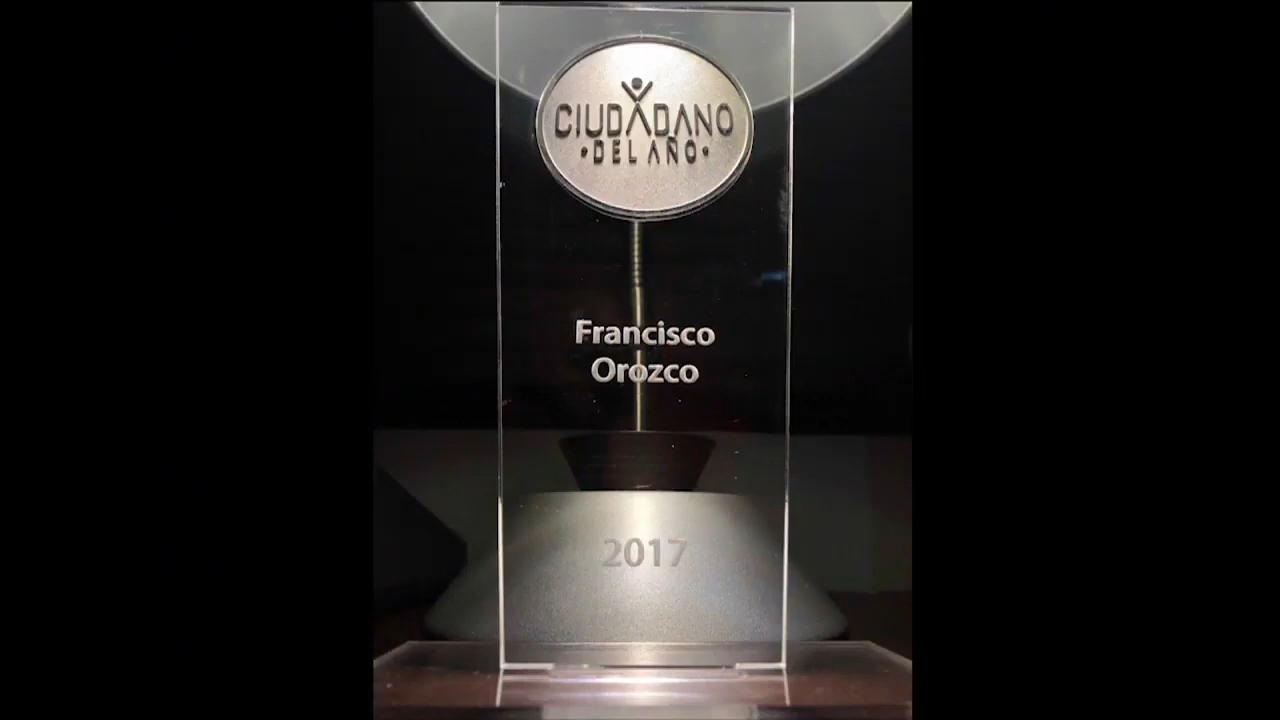 CIUDADANO
• DEL AÑO •
Francisco
Orozco
2017